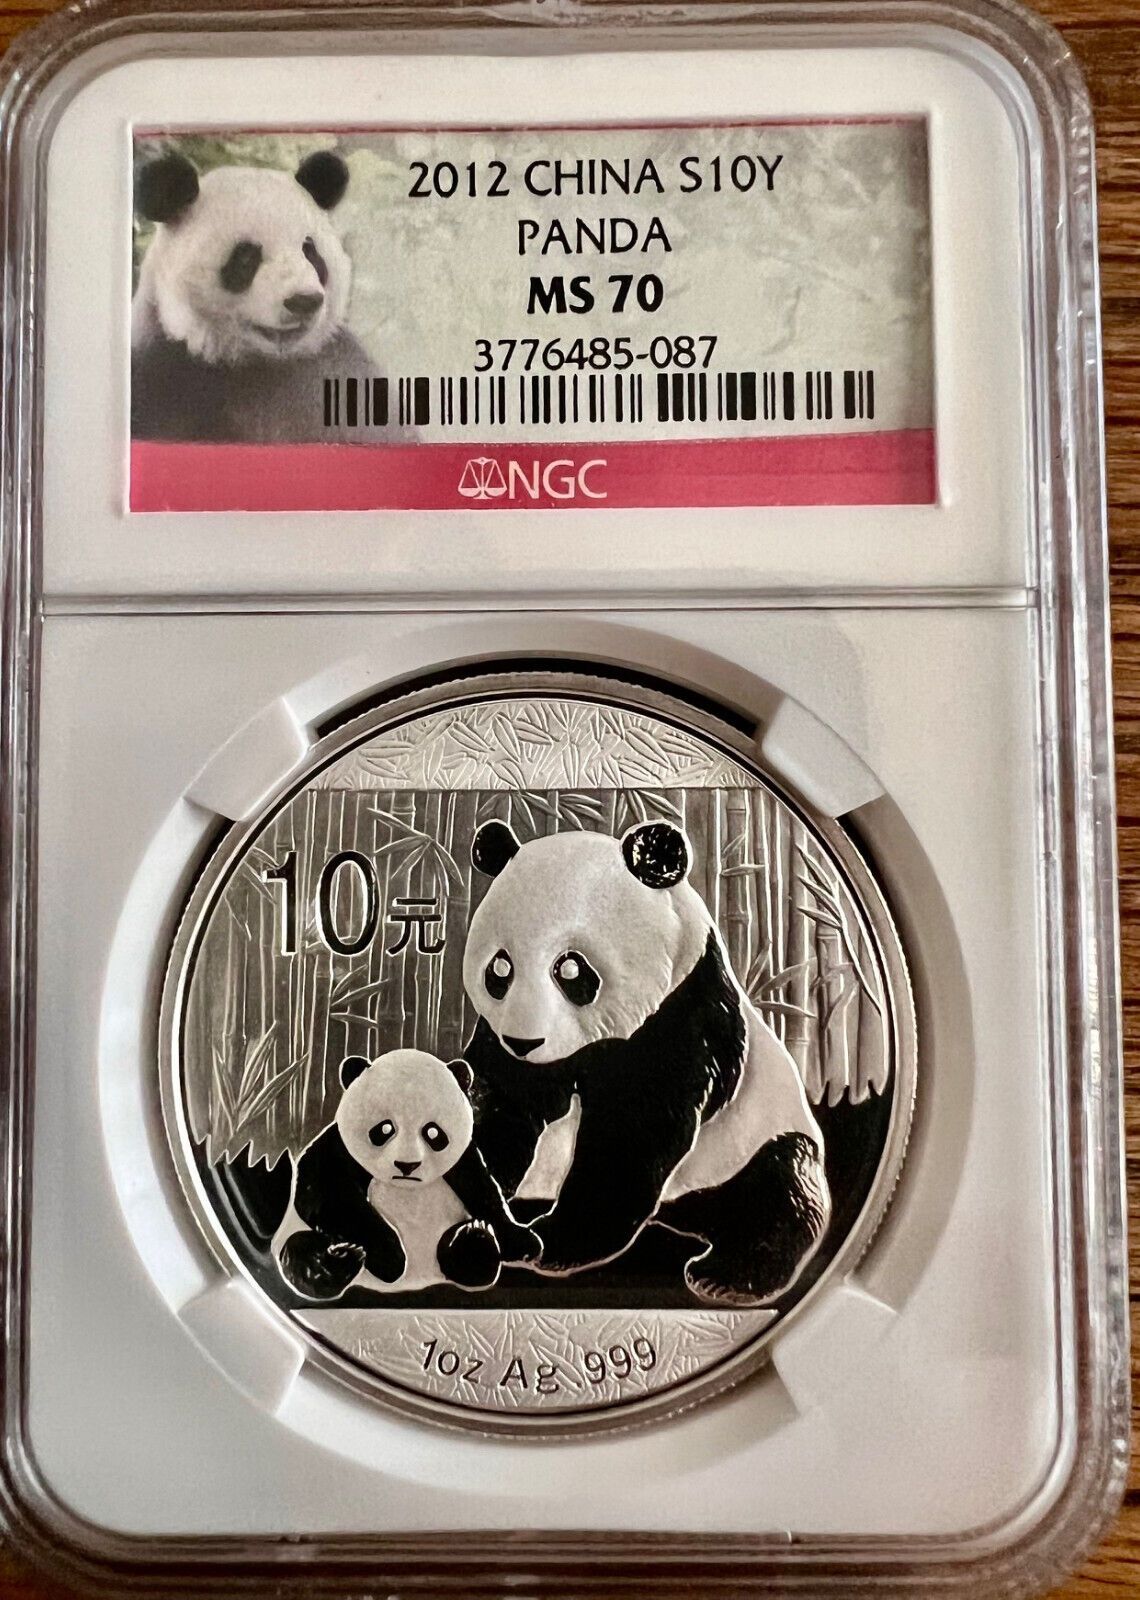 2012 CHINA S10Y
PANDA
MS 70
3776485-087
NGC
10元
1oz Ag .999